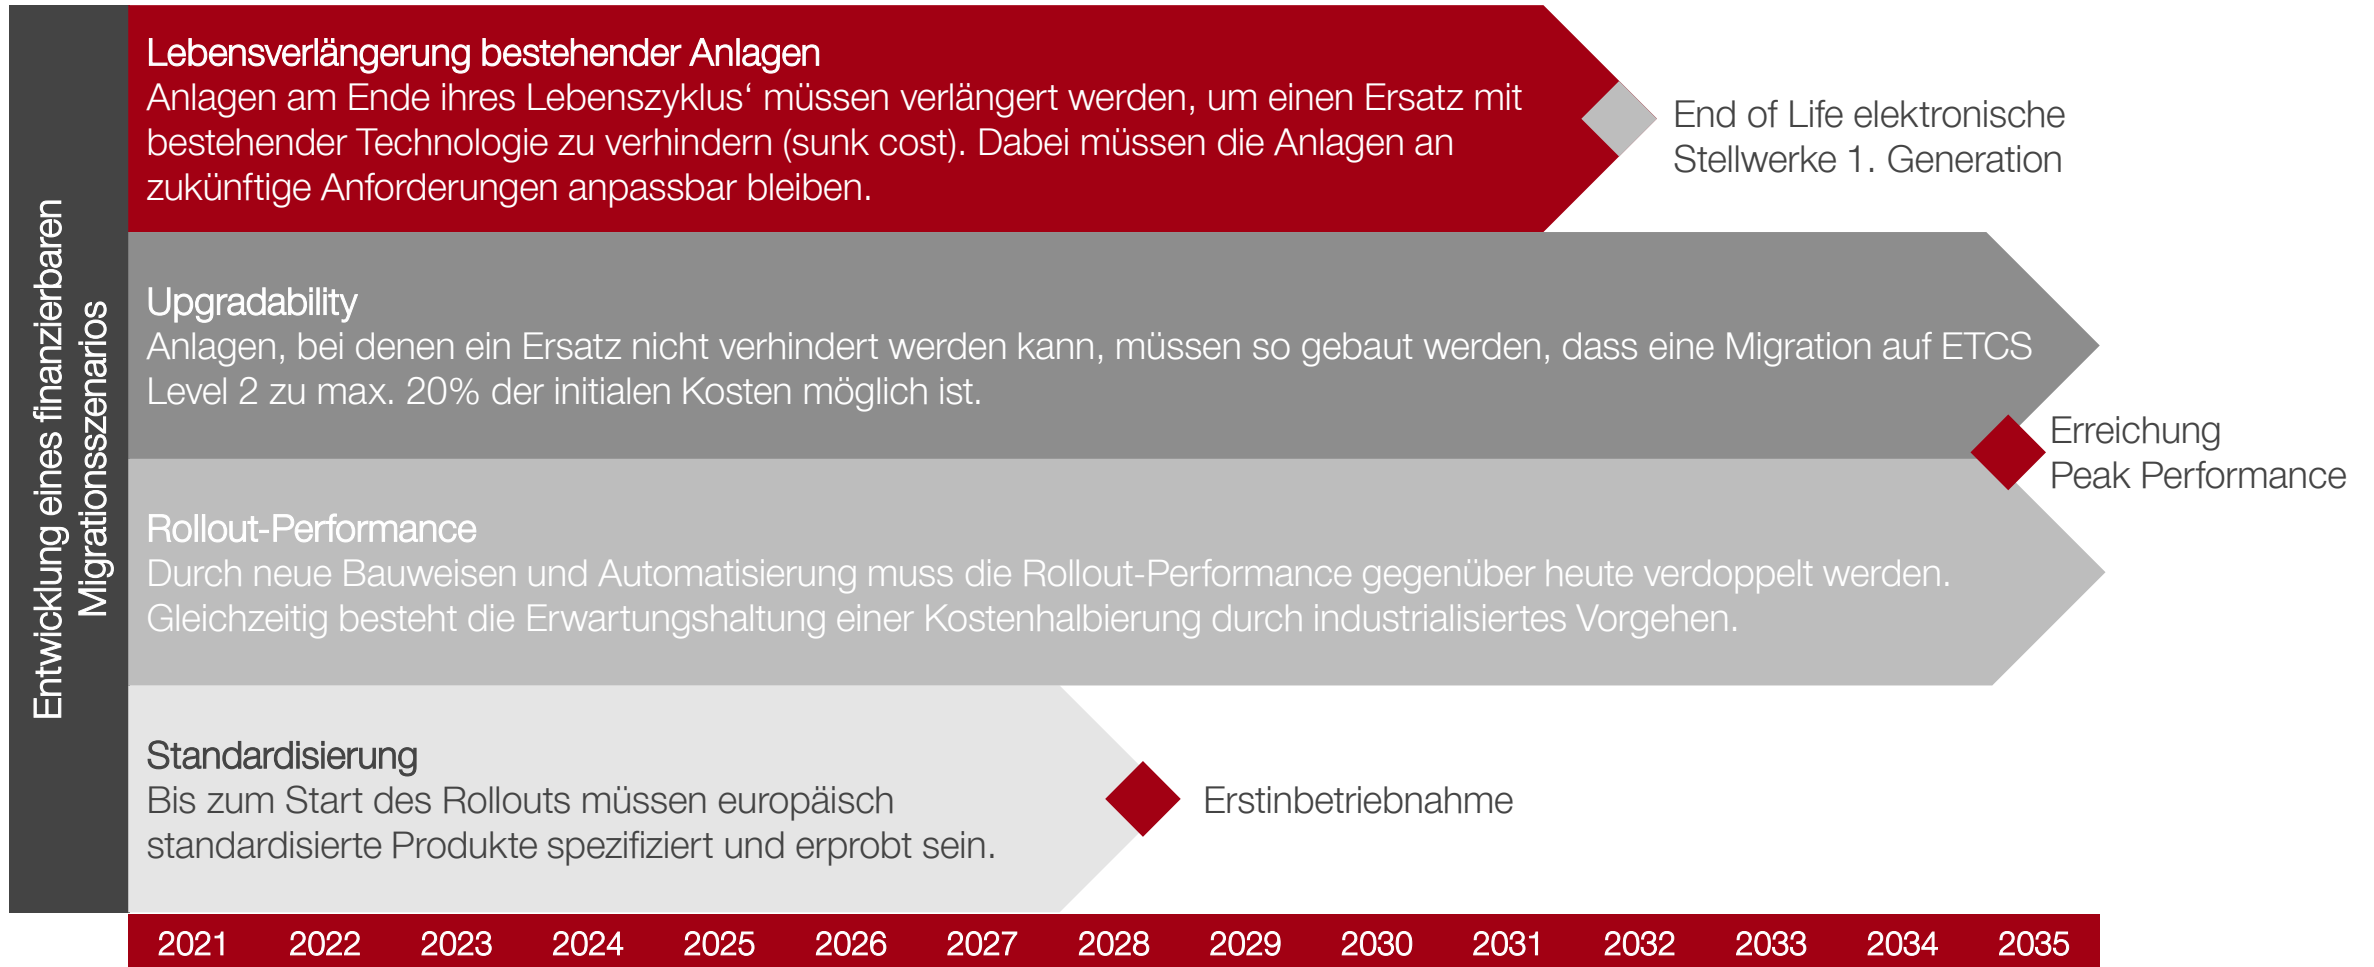 Entwicklung eines finanzierbaren
Migrationsszenarios
Lebensverlängerung bestehender Anlagen
Anlagen am Ende ihres Lebenszyklus‘ müssen verlängert werden, um einen Ersatz mit
bestehender Technologie zu verhindern (sunk cost). Dabei müssen die Anlagen an
zukünftige Anforderungen anpassbar bleiben.
End of Life elektronische
Stellwerke 1. Generation
Upgradability
Anlagen, bei denen ein Ersatz nicht verhindert werden kann, müssen so gebaut werden, dass eine Migration auf ETCS
Level 2 zu max. 20% der initialen Kosten möglich ist.
Erreichung
Peak Performance
Rollout-Performance
Durch neue Bauweisen und Automatisierung muss die Rollout-Performance gegenüber heute verdoppelt werden.
Gleichzeitig besteht die Erwartungshaltung einer Kostenhalbierung durch industrialisiertes Vorgehen.
Standardisierung
Bis zum Start des Rollouts müssen europäisch
standardisierte Produkte spezifiziert und erprobt sein.
Erstinbetriebnahme
2021 2022 2023 2024 2025 2026 2027 2028 2029 2030 2031 2032 2033 2034 2035